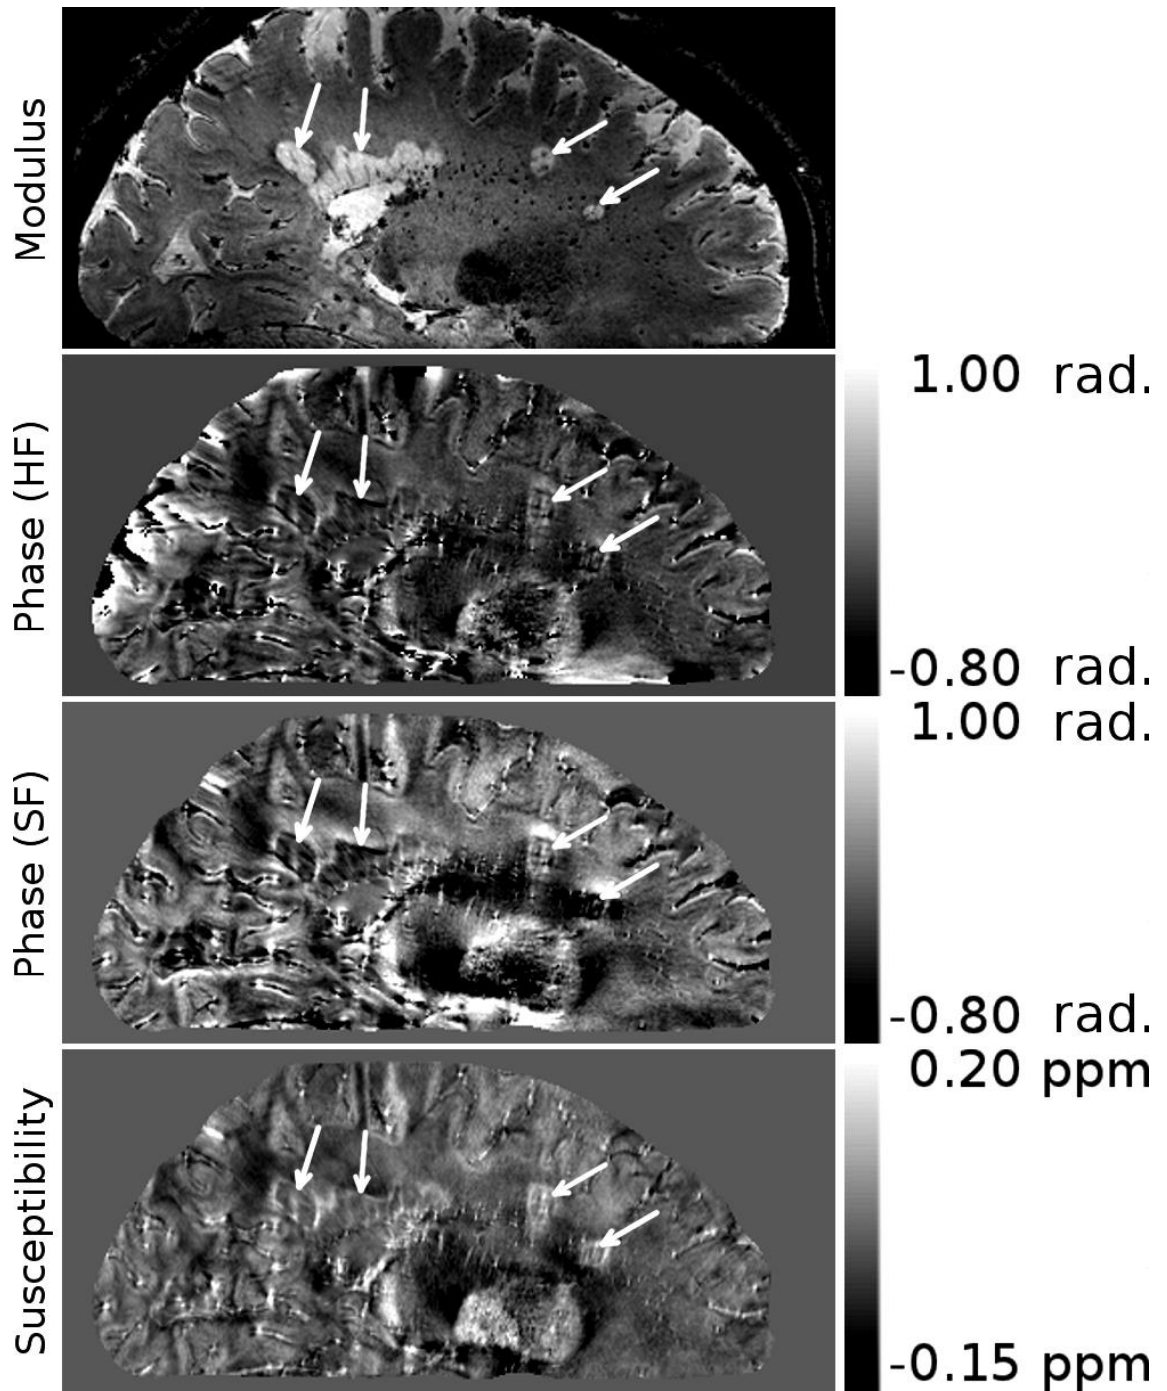 Modulus
Phase (HF)
1.00 rad.
-0.80 rad.
Phase (SF)
1.00 rad.
-0.80 rad.
Susceptibility
0.20 ppm
-0.15 ppm